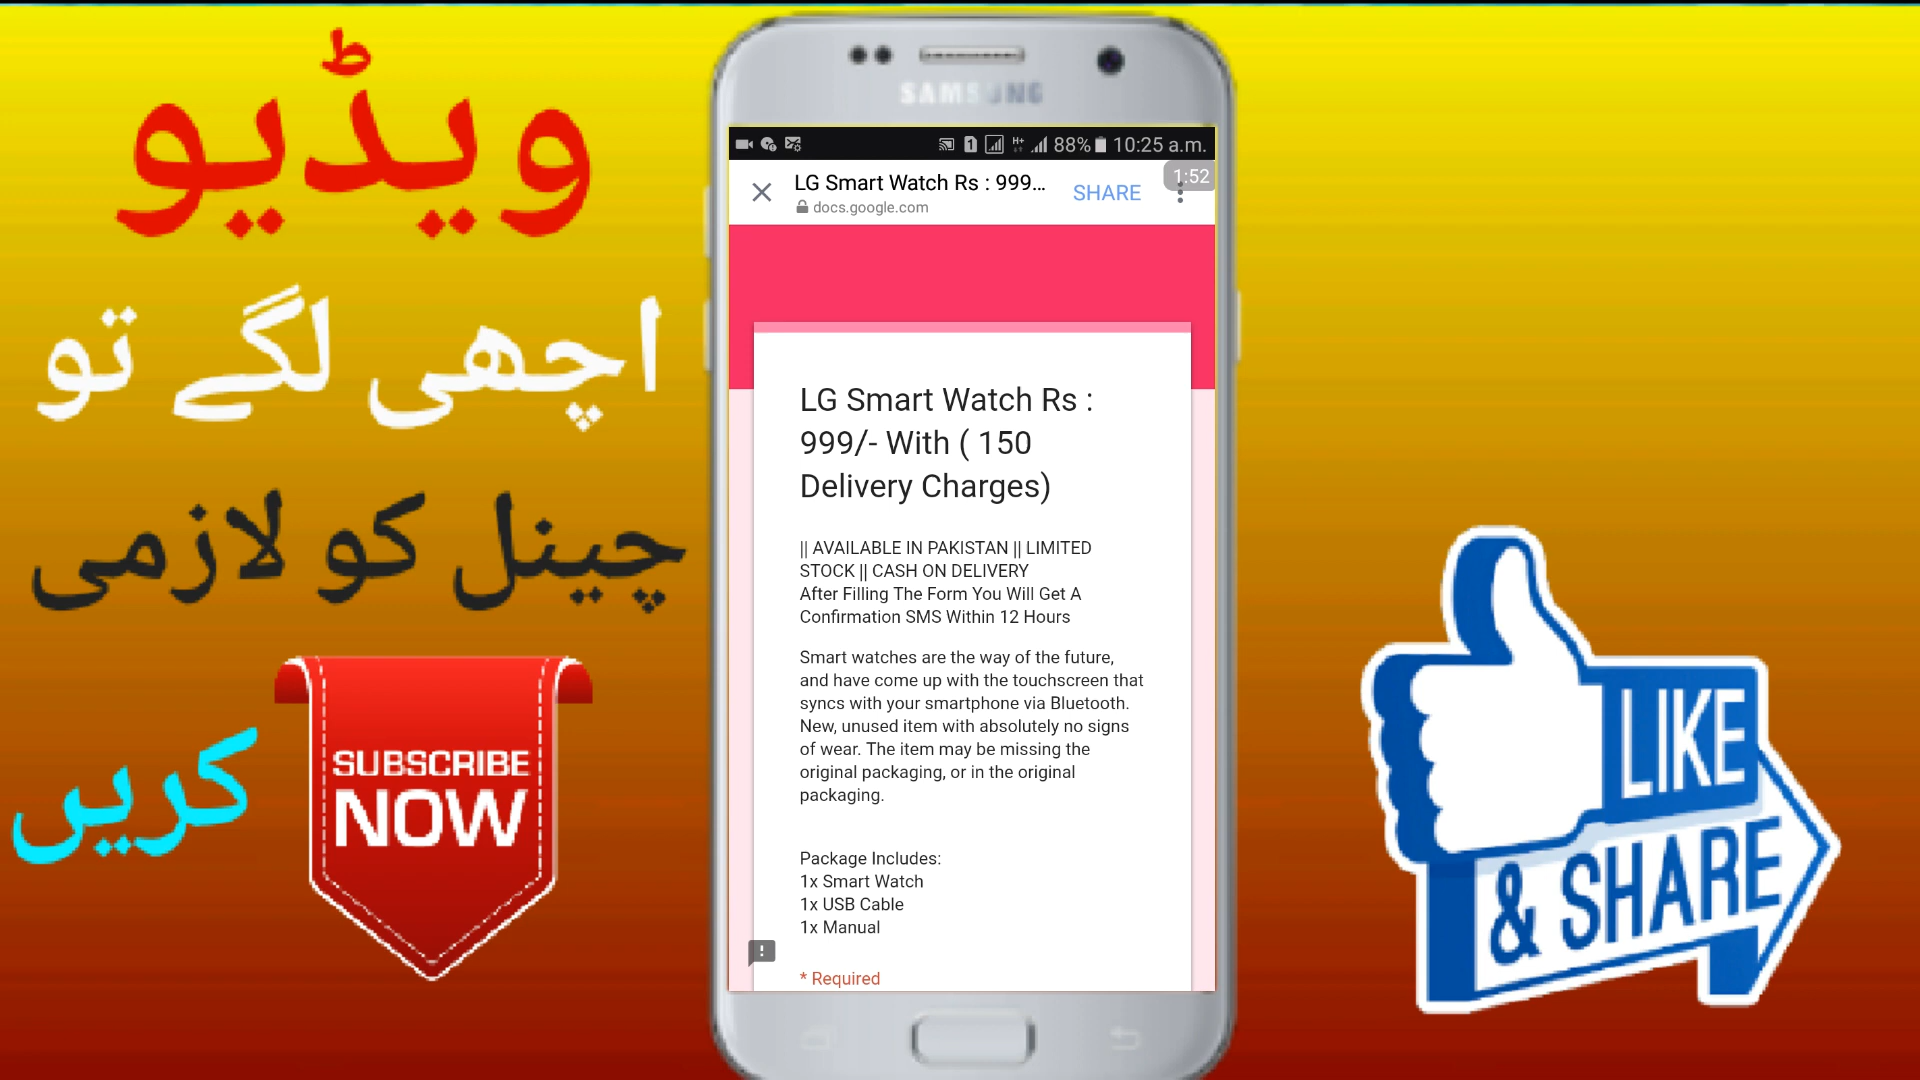 ویڈیو
اچھی لگے تو
چینل کو لازمی
کریں
SUBSCRIBE
NOW
SAMSUNG
88% 10:25 a.m.
1:52
LG Smart Watch Rs : 999...
docs.google.com
SHARE
LG Smart Watch Rs :
999/- With ( 150
Delivery Charges)
|| AVAILABLE IN PAKISTAN || LIMITED
STOCK || CASH ON DELIVERY
After Filling The Form You Will Get A
Confirmation SMS Within 12 Hours
Smart watches are the way of the future,
and have come up with the touchscreen that
syncs with your smartphone via Bluetooth.
New, unused item with absolutely no signs
of wear. The item may be missing the
original packaging, or in the original
packaging.
Package Includes:
1x Smart Watch
1x USB Cable
1x Manual
* Required
LIKE
& SHARE